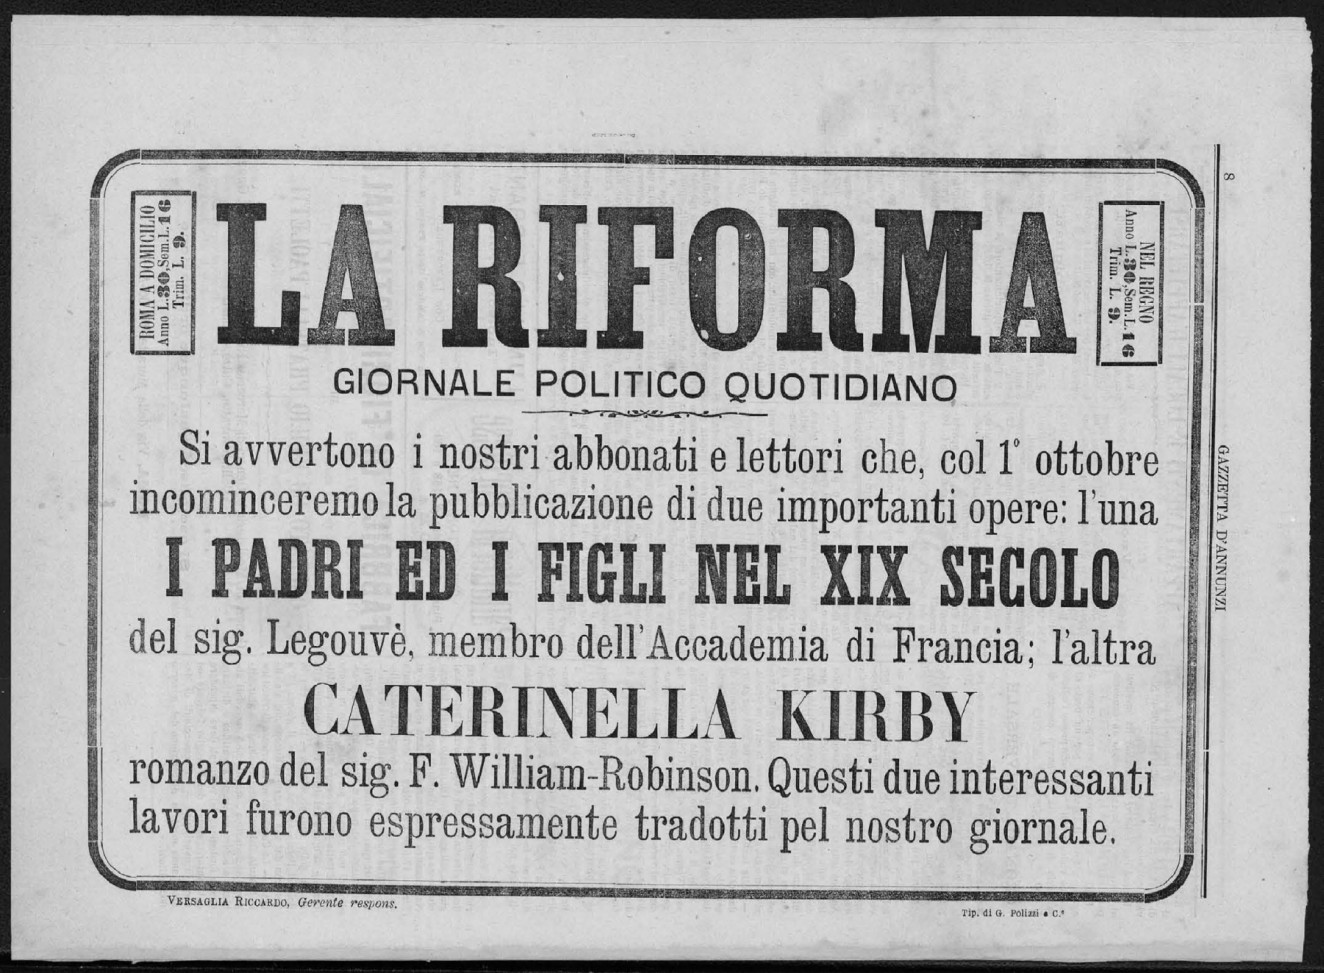 8
GAZZETTA D'ANNUNZI
ROMA A DOMICILIO
Anno L. 30, Sem. L. 16
Trim. L. 9.
LA RIFORMA
NEL REGNO
Anno L. 30, Sem. L. 16
Trim. L. 9.
GIORNALE POLITICO QUOTIDIANO
Si avvertono i nostri abbonati e lettori che, col 1° ottobre
incominceremo la pubblicazione di due importanti opere: l'una
I PADRI ED I FIGLI NEL XIX SECOLO
del sig. Legouvè, membro dell'Accademia di Francia; l'altra
CATERINELLA KIRBY
romanzo del sig. F. William-Robinson. Questi due interessanti
lavori furono espressamente tradotti pel nostro giornale.
VERSAGLIA RICCARDO, Gerente respons.
Tip. di G. Polizzi e C.ª